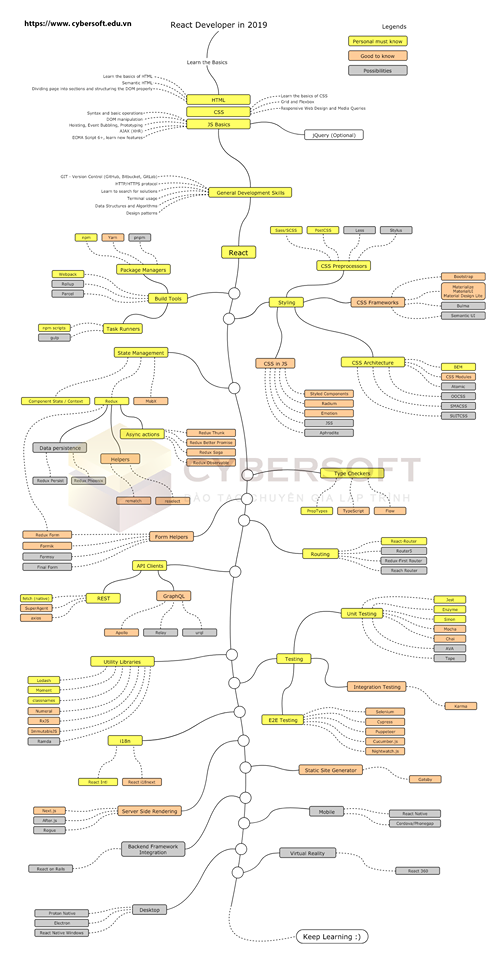 https://www.cybersoft.edu.vn
React Developer in 2019
Legends
Personal must know
Good to know
Possibilities
Learn the Basics
Learn the basics of HTML
Semantic HTML
Dividing page into sections and structuring the DOM properly
HTML
Learn the basics of CSS
Grid and Flexbox
Responsive Web Design and Media Queries
CSS
Syntax and basic operations
DOM manipulation
Hoisting, Event Bubbling, Prototyping
AJAX (XHR)
ECMA Script 6+, learn new features
JS Basics
jQuery (Optional)
GIT - Version Control (GitHub, Bitbucket, GitLab)
HTTP/HTTPS protocol
Learn to search for solutions
Terminal usage
Data Structures and Algorithms
Design patterns
General Development Skills
React
npm
Yarn
pnpm
Package Managers
Webpack
Rollup
Parcel
Build Tools
npm scripts
gulp
Task Runners
Sass/SCSS
PostCSS
Less
Stylus
CSS Preprocessors
Styling
CSS Frameworks
Bootstrap
Materialize
Material UI
Material Design Lite
Bulma
Semantic UI
CSS in JS
Styled Components
Radium
Emotion
JSS
Aphrodite
CSS Architecture
BEM
CSS Modules
Atomic
OOCSS
SMACSS
SUITCSS
State Management
Component State / Context
Redux
MobX
Async actions
Redux Thunk
Redux Better Promise
Redux Saga
Redux Observable
Data persistence
Redux Persist
Redux Phoenix
Helpers
rematch
reselect
CYBERSOFT
ĐÀO TẠO CHUYÊN GIA LẬP TRÌNH
Type Checkers
PropTypes
TypeScript
Flow
Redux Form
Formik
Formsy
Final Form
Form Helpers
Routing
React-Router
Router5
Redux-First Router
Reach Router
API Clients
REST
fetch (native)
SuperAgent
axios
GraphQL
Apollo
Relay
urql
Unit Testing
Jest
Enzyme
Sinon
Mocha
Chai
AVA
Tape
Utility Libraries
Lodash
Moment
classnames
Numeral
RxJS
ImmutableJS
Ramda
Testing
Integration Testing
Karma
E2E Testing
Selenium
Cypress
Puppeteer
Cucumber.js
Nightwatch.js
i18n
React Intl
React i18next
Static Site Generator
Gatsby
Server Side Rendering
Next.js
After.js
Rogue
Mobile
React Native
Cordova/Phonegap
Backend Framework
Integration
React on Rails
Virtual Reality
React 360
Desktop
Proton Native
Electron
React Native Windows
Keep Learning :)